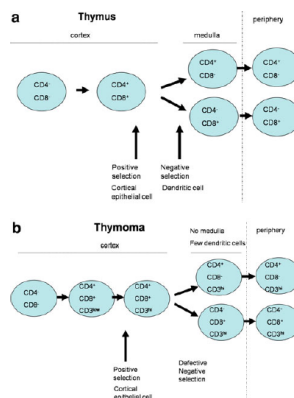 a
Thymus
cortex
medulla
periphery
CD4-
CD8-
CD4+
CD8+
CD4+
CD8-
CD4+
CD8-
CD4-
CD8+
CD4-
CD8+
Positive
selection
Cortical
epithelial cell
Negative
selection
Dendritic cell
b
Thymoma
cortex
No medulla
Few dendritic cells
periphery
CD4-
CD8-
CD4+
CD8+
CD3low
CD4+
CD8+
CD3hi
CD4+
CD8-
CD3hi
CD4+
CD8-
CD3hi
CD4-
CD8+
CD3hi
CD4-
CD8+
CD3hi
Positive
selection
Cortical
epithelial cell
Defective
Negative
selection